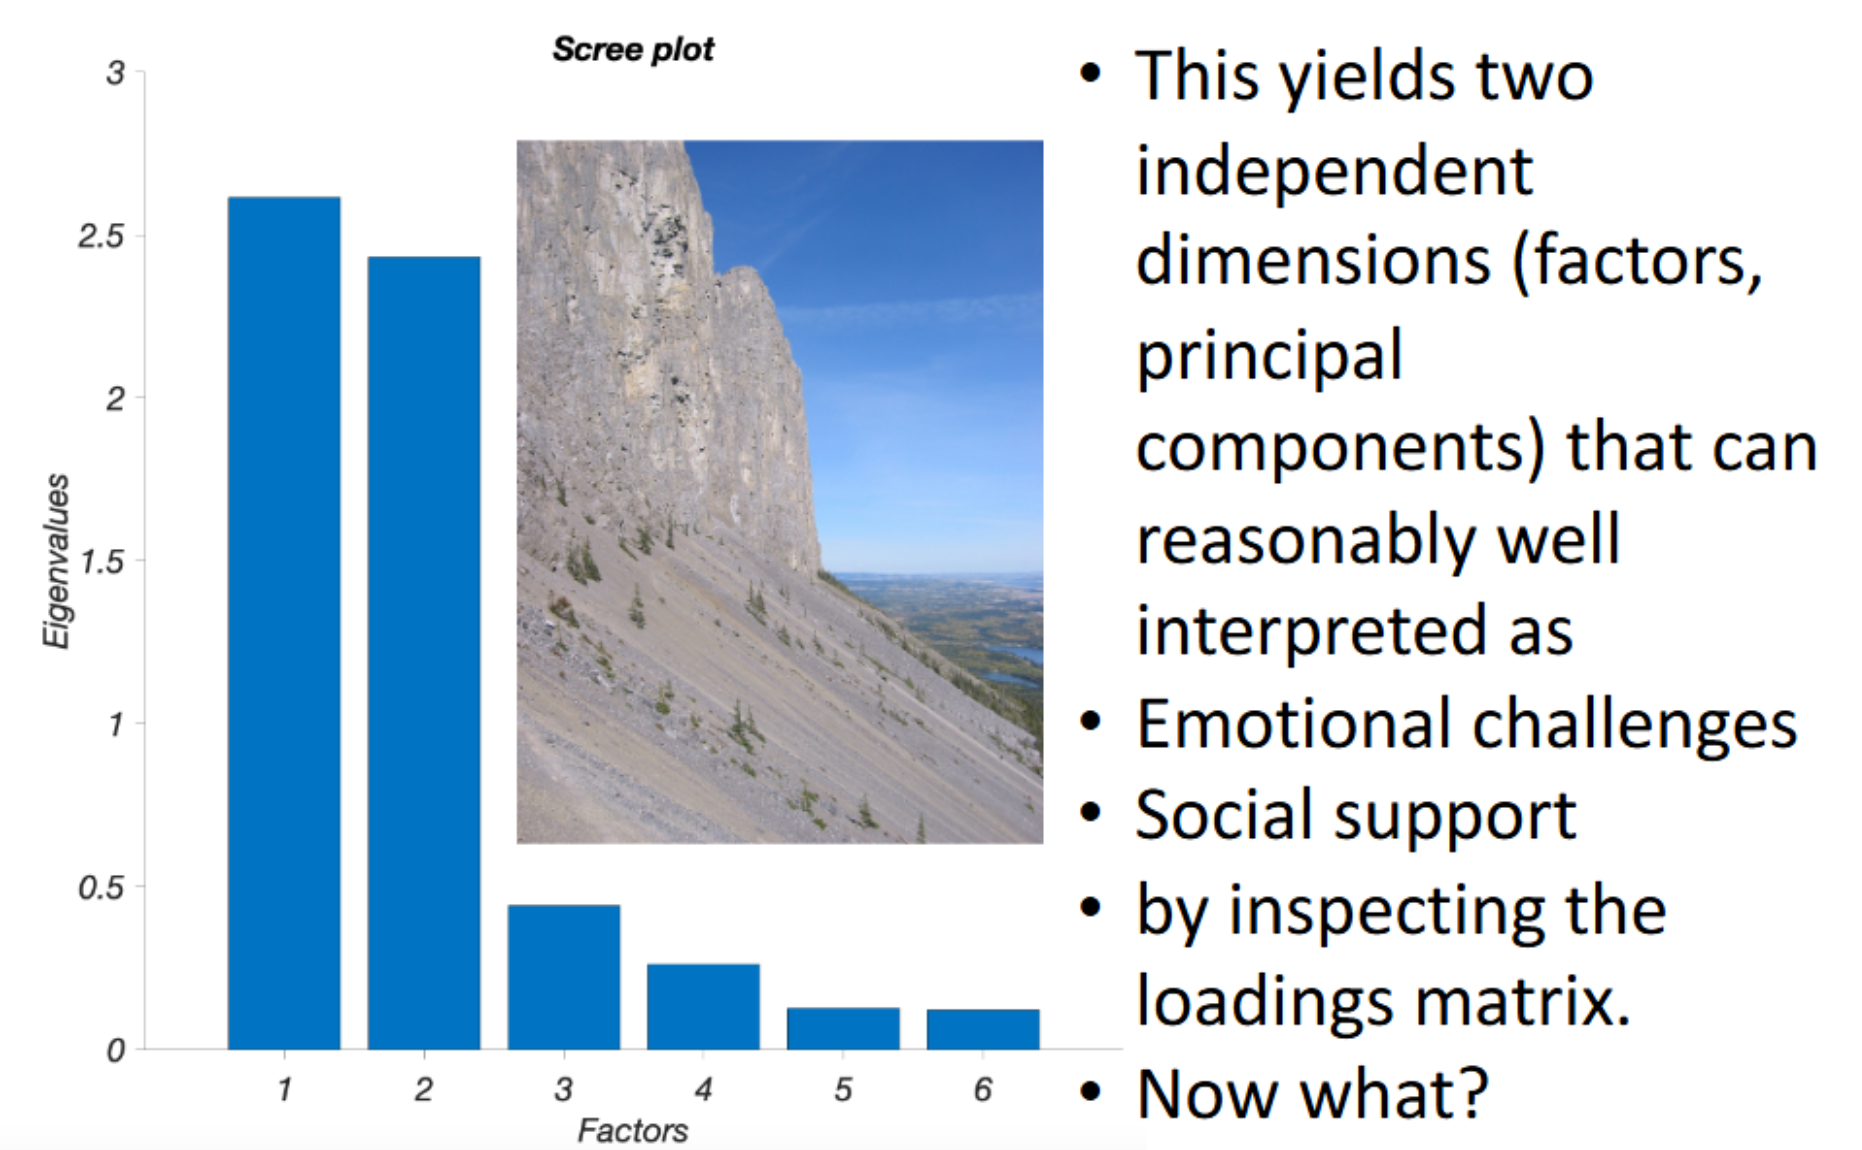 Scree plot
3
2.5
2
1.5
1
0.5
0
Eigenvalues
1 2 3 4 5 6
Factors
• This yields two
independent
dimensions (factors,
principal
components) that can
reasonably well
interpreted as
• Emotional challenges
• Social support
• by inspecting the
loadings matrix.
• Now what?